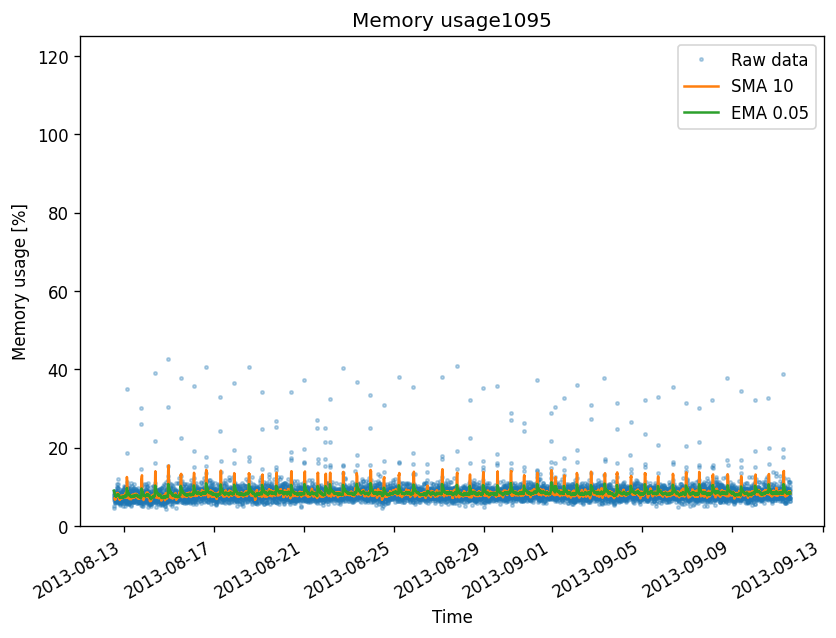 Memory usage1095
Raw data
SMA 10
EMA 0.05
Memory usage [%]
120
100
80
60
40
20
0
2013-08-13
2013-08-17
2013-08-21
2013-08-25
2013-08-29
2013-09-01
2013-09-05
2013-09-09
2013-09-13
Time